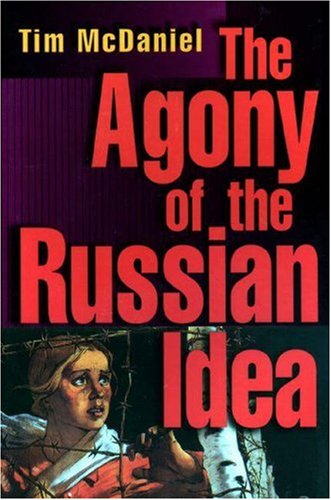 Tim McDaniel
The
Agony
of the
Russian
Idea